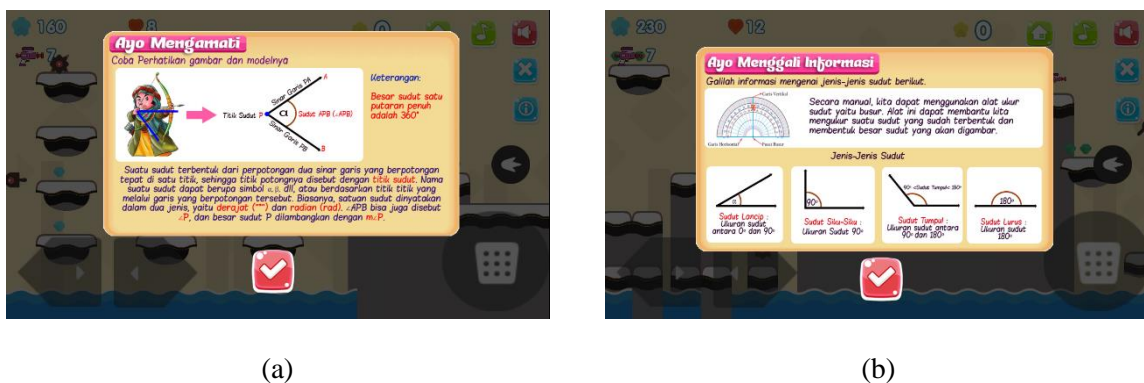 160
8
0
7
Ayo Mengamati
Coba Perhatikan gambar dan modelnya
Titik Sudut P
Sinar Garis PA
A
α
Sudut APB (∠APB)
Sinar Garis PB
B
Keterangan:
Besar sudut satu
putaran penuh
adalah 360°
Suatu sudut terbentuk dari perpotongan dua sinar garis yang berpotongan
tepat di satu titik, sehingga titik potongnya disebut dengan titik sudut. Nama
suatu sudut dapat berupa simbol α, β, dll, atau berdasarkan titik titik yang
melalui garis yang berpotongan tersebut. Biasanya, satuan sudut dinyatakan
dalam dua jenis, yaitu derajat ("°") dan radian (rad). ∠APB bisa juga disebut
∠P, dan besar sudut P dilambangkan dengan m∠P.
(a)
230
12
0
7
Ayo Menggali Informasi
Galilah informasi mengenai jenis-jenis sudut berikut.
Garis Vertikal
Garis Horizontal
Pusat Busur
Secara manual, kita dapat menggunakan alat ukur
sudut yaitu busur. Alat ini dapat membantu kita
mengukur suatu sudut yang sudah terbentuk dan
membentuk besar sudut yang akan digambar.
Jenis-Jenis Sudut
α
Sudut Lancip :
Ukuran sudut
antara 0° dan 90°
90°
Sudut Siku-Siku :
Ukuran Sudut 90°
90° <Sudut Tumpul< 180°
Sudut Tumpul :
Ukuran sudut antara
90° dan 180°
180°
Sudut Lurus :
Ukuran sudut
180°
(b)